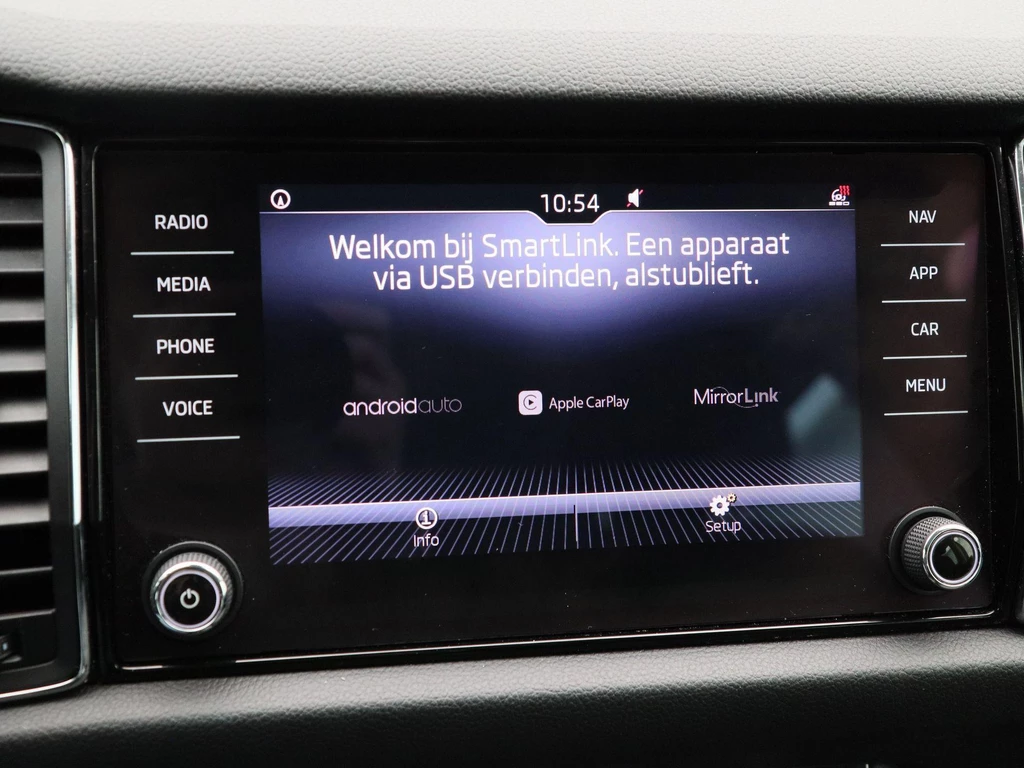 10:54
RADIO
MEDIA
PHONE
VOICE
Welkom bij SmartLink. Een apparaat
via USB verbinden, alstublieft.
androidauto
Apple CarPlay
MirrorLink
Info
Setup
NAV
APP
CAR
MENU